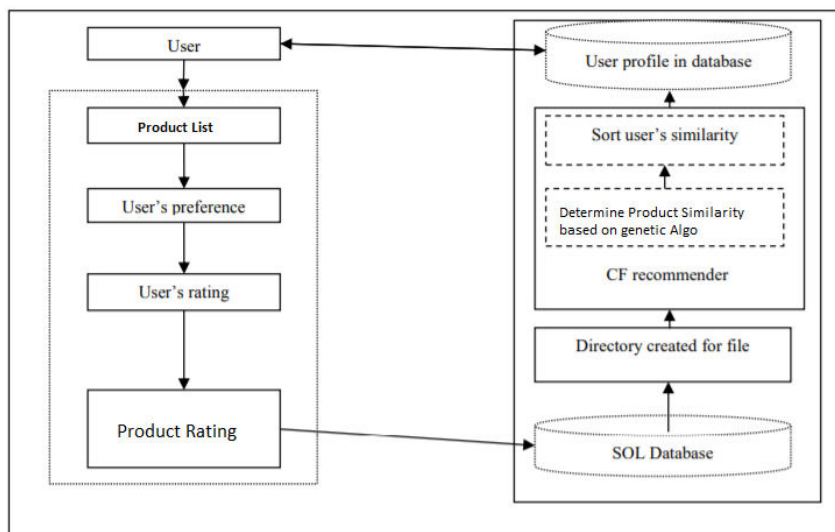 User
Product List
User's preference
User's rating
Product Rating
User profile in database
Sort user's similarity
Determine Product Similarity
based on genetic Algo
CF recommender
Directory created for file
SOL Database